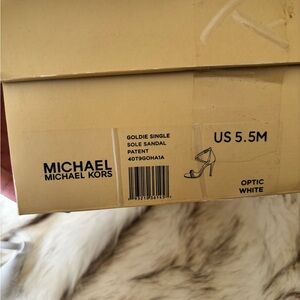 GOLDIE SINGLE
SOLE SANDAL
PATENT
40T9GOHA1A
US 5.5M
MICHAEL
MICHAEL KORS
OPTIC
WHITE